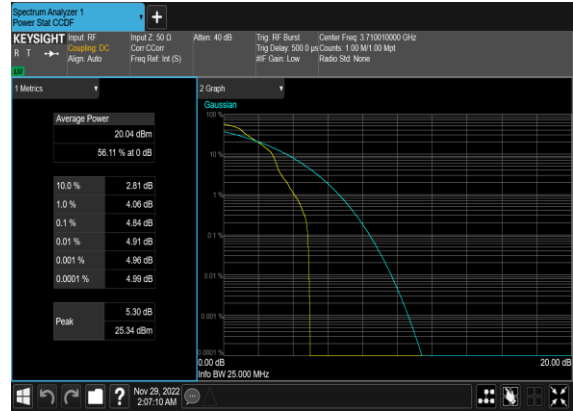 Spectrum Analyzer 1
Power Stat CCDF
KEYSIGHT
R T
LXI
Input: RF
Coupling: DC
Align: Auto
Input Z: 50 Ω
Corr CCorr
Freq Ref: Int (S)
Atten: 40 dB
Trig: RF Burst
Trig Delay: 500.0 µs
#IF Gain: Low
Center Freq: 3.710010000 GHz
Counts: 1.00 M/1.00 Mpt
Radio Std: None
1 Metrics
Average Power
20.04 dBm
56.11 % at 0 dB
10.0 % 2.81 dB
1.0 % 4.06 dB
0.1 % 4.84 dB
0.01 % 4.91 dB
0.001 % 4.96 dB
0.0001 % 4.99 dB
Peak
5.30 dB
25.34 dBm
2 Graph
Gaussian
100 %
10 %
1 %
0.1 %
0.01 %
0.001 %
0.0001 %
0.00 dB
20.00 dB
Info BW 25.000 MHz
?
Nov 29, 2022
2:07:10 AM